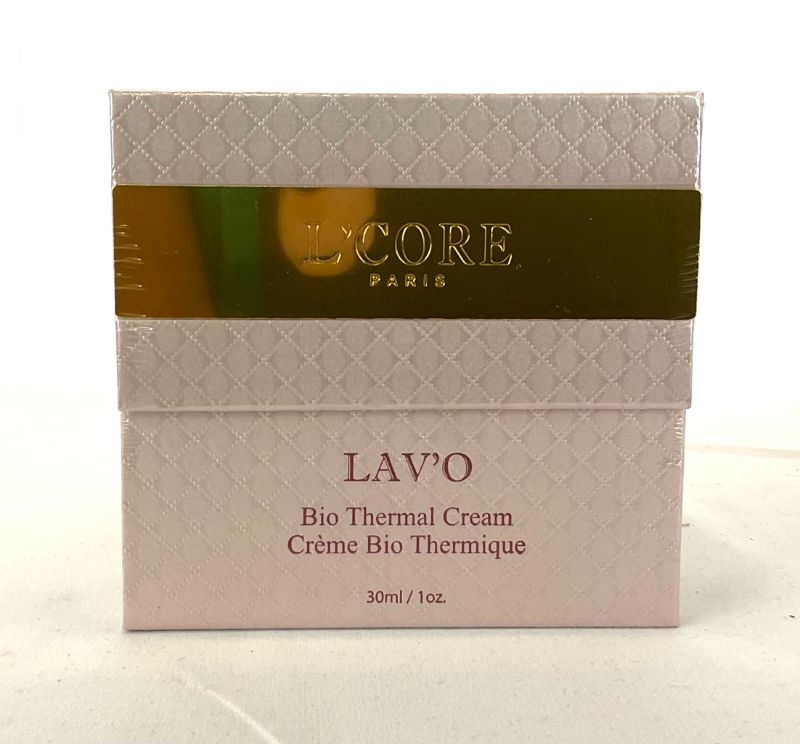 L'CORE
PARIS
LAV'O
Bio Thermal Cream
Crème Bio Thermique
30ml / 1oz.